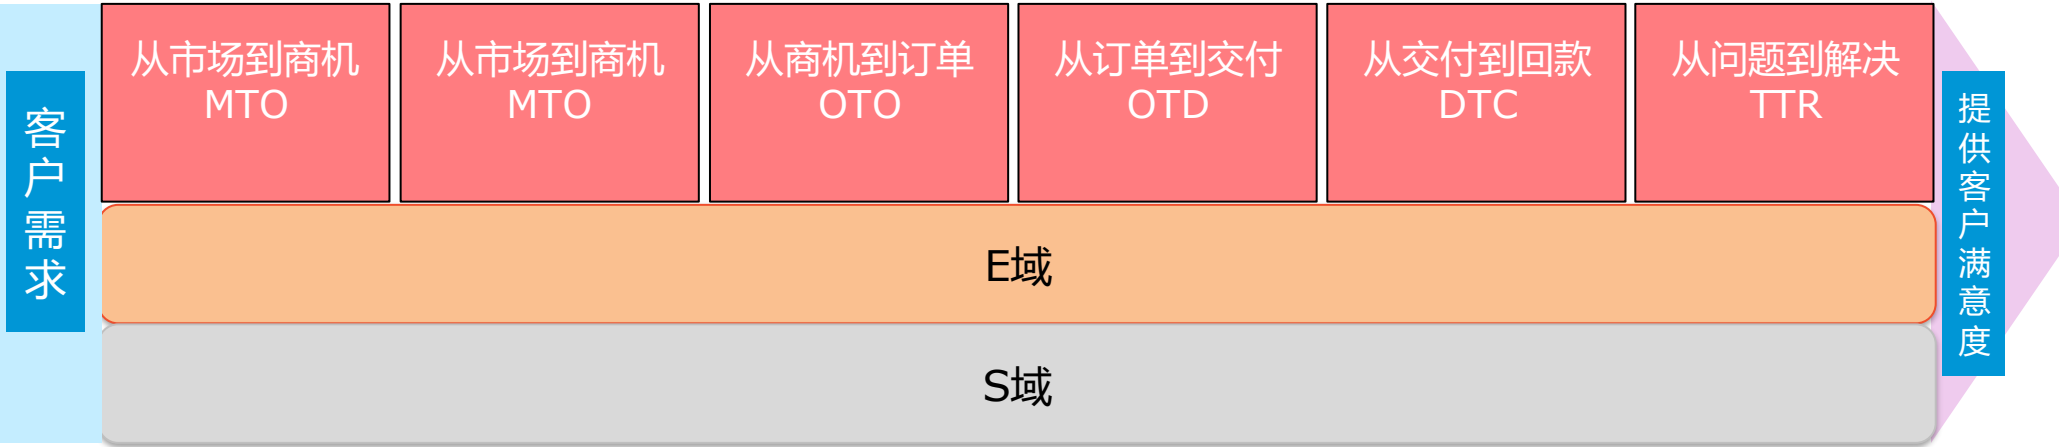 客户需求
从市场到商机
MTO
从市场到商机
MTO
从商机到订单
OTO
从订单到交付
OTD
从交付到回款
DTC
从问题到解决
TTR
E域
S域
提供客户满意度